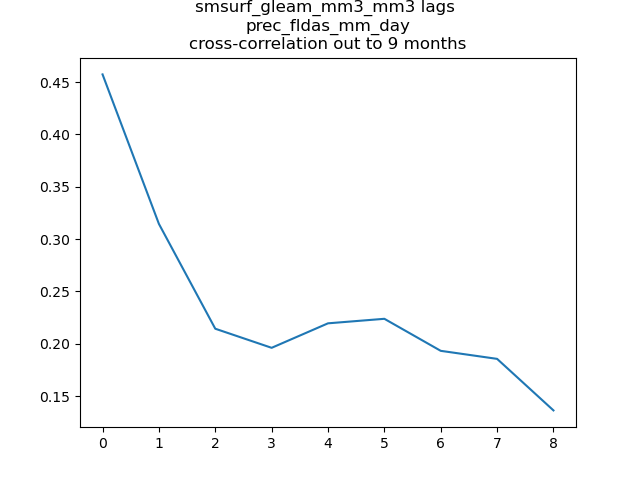 smsurf_gleam_mm3_mm3 lags
prec_fldas_mm_day
cross-correlation out to 9 months
0.45
0.40
0.35
0.30
0.25
0.20
0.15
0 1 2 3 4 5 6 7 8